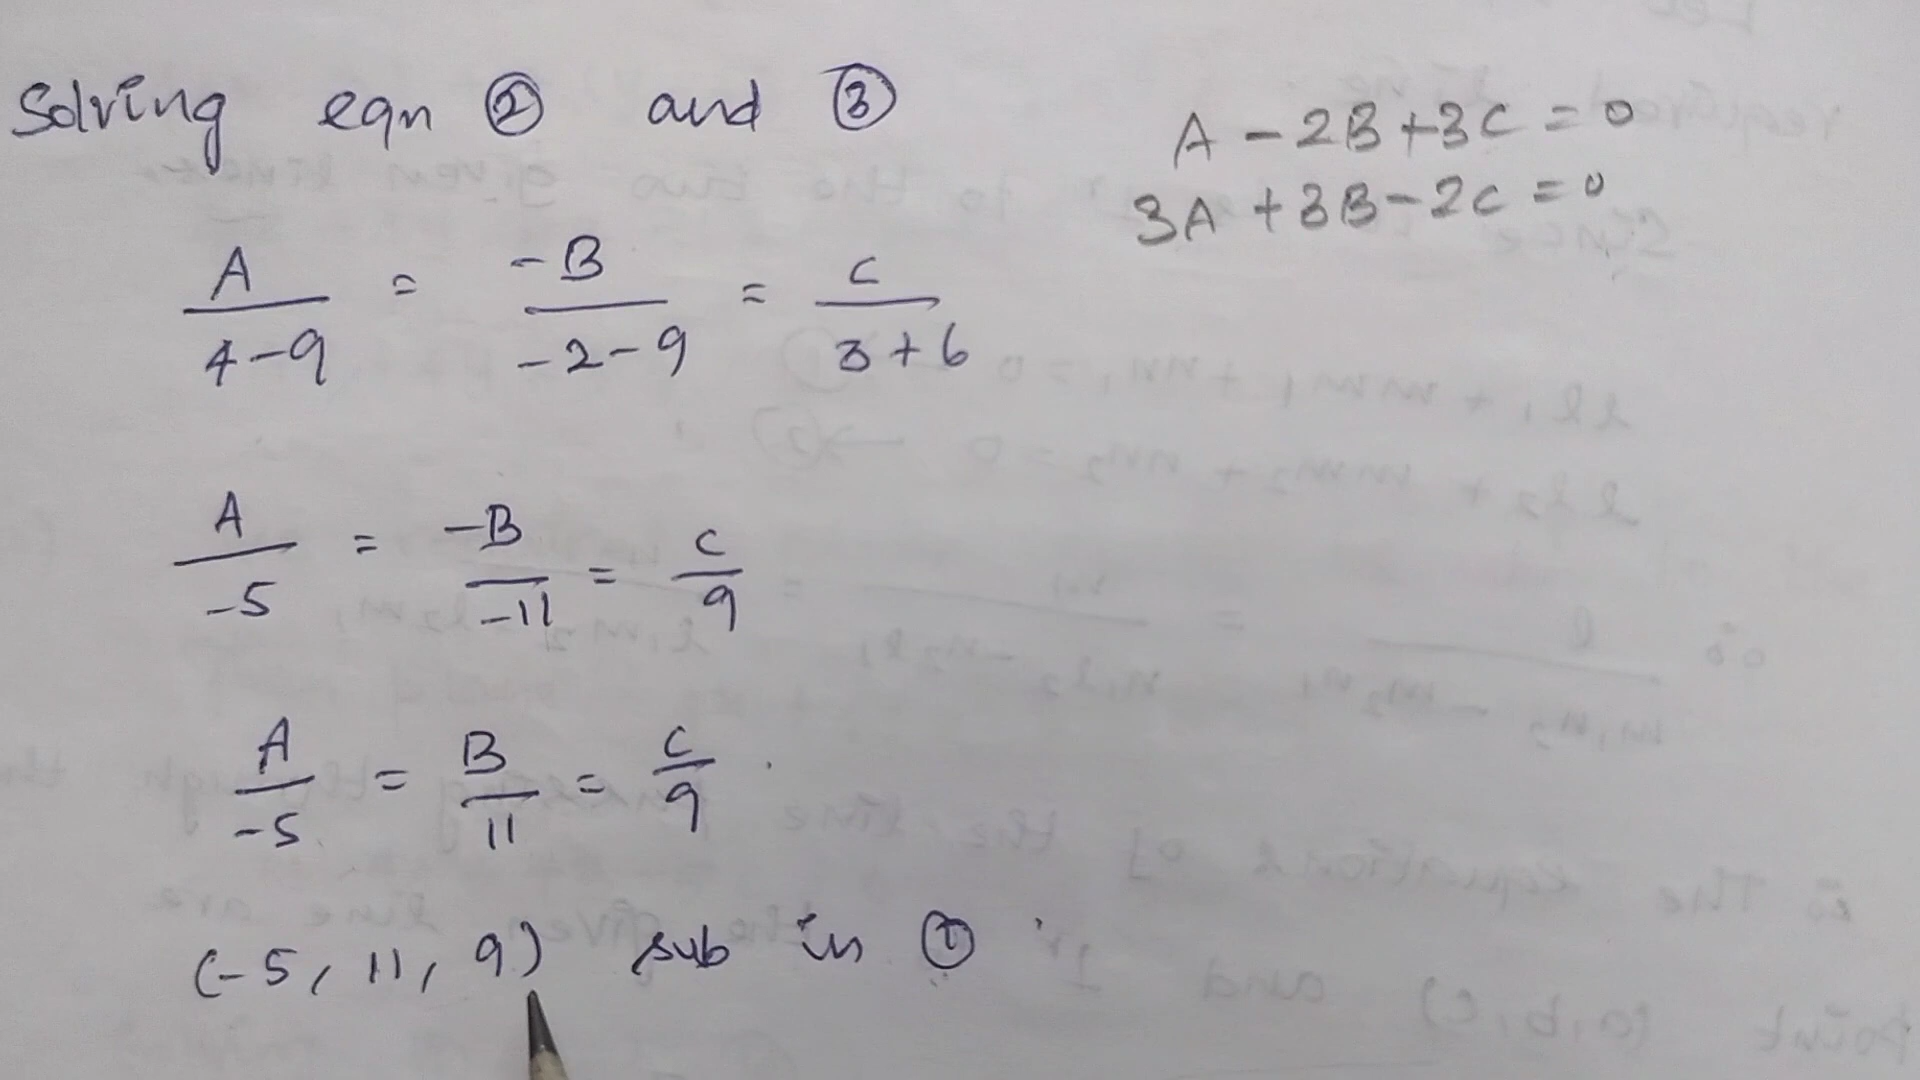 Solving eqn ② and ③
A - 2B + 3C = 0
3A + 3B - 2C = 0
A/4-9 = -B/-2-9 = C/3+6
A/-5 = -B/-11 = C/9
A/-5 = B/11 = C/9
(-5, 11, 9) sub in ①